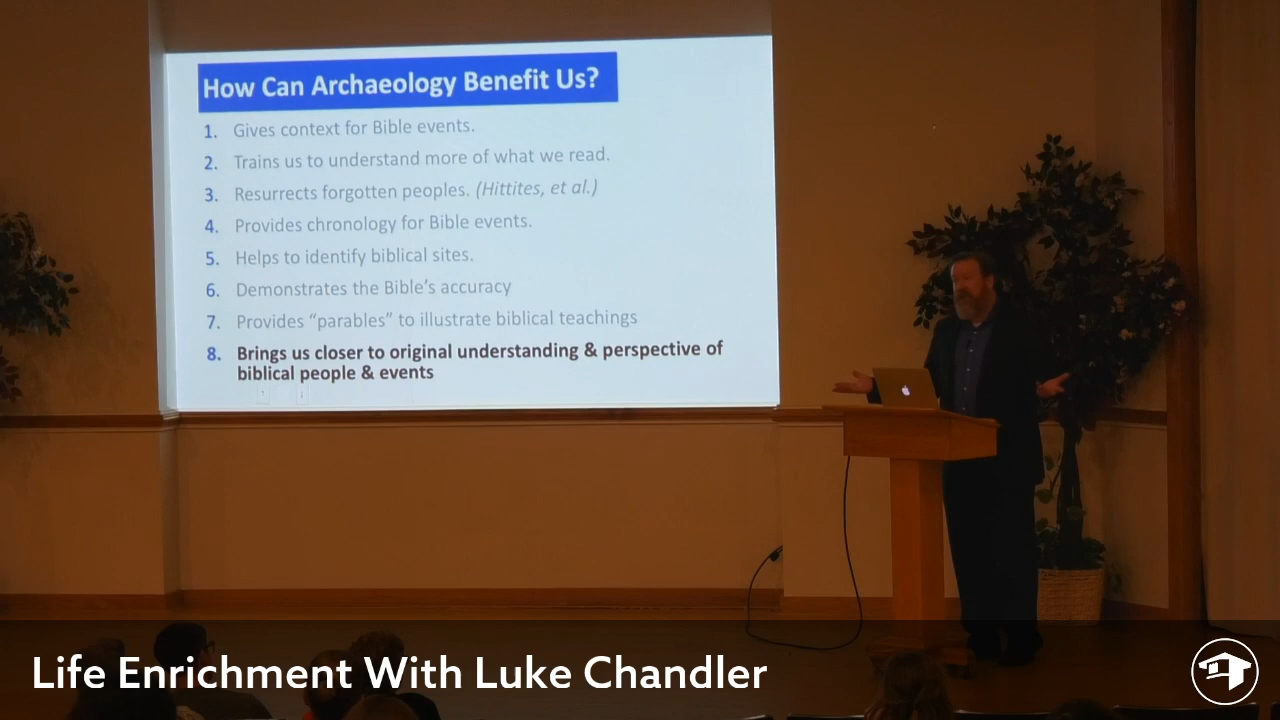 How Can Archaeology Benefit Us?
1. Gives context for Bible events.
2. Trains us to understand more of what we read.
3. Resurrects forgotten peoples. (Hittites, et al.)
4. Provides chronology for Bible events.
5. Helps to identify biblical sites.
6. Demonstrates the Bible's accuracy
7. Provides “parables” to illustrate biblical teachings
8. Brings us closer to original understanding & perspective of
biblical people & events
Life Enrichment With Luke Chandler